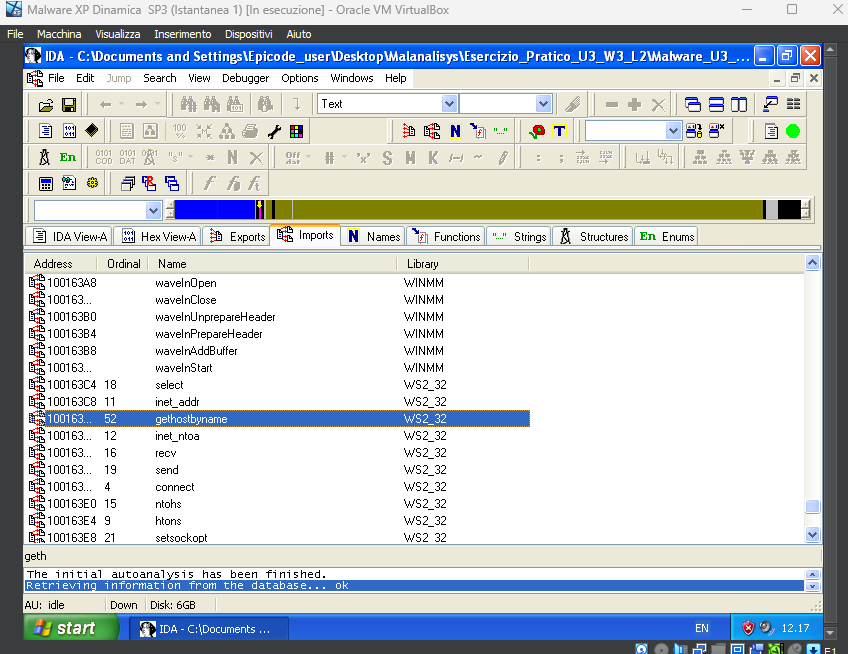 Malware XP Dinamica SP3 (Istantanea 1) [In esecuzione] - Oracle VM VirtualBox
File Macchina Visualizza Inserimento Dispositivi Aiuto
IDA - C:\Documents and Settings\Epicode_user\Desktop\Malanalisys\Esercizio_Pratico_U3_W3_L2\Malware_U3_...
File Edit Jump Search View Debugger Options Windows Help
Text
En
IDA View-A Hex View-A Exports Imports N Names Functions Strings Structures En Enums
Address Ordinal Name Library
100163A8 waveInOpen WINMM
100163... waveInClose WINMM
100163B0 waveInUnprepareHeader WINMM
100163B4 waveInPrepareHeader WINMM
100163B8 waveInAddBuffer WINMM
100163... waveInStart WINMM
100163C4 18 select WS2_32
100163C8 11 inet_addr WS2_32
100163... 52 gethostbyname WS2_32
100163... 12 inet_ntoa WS2_32
100163... 16 recv WS2_32
100163... 19 send WS2_32
100163... 4 connect WS2_32
100163E0 15 ntohs WS2_32
100163E4 9 htons WS2_32
100163E8 21 setsockopt WS2_32
geth
The initial autoanalysis has been finished.
Retrieving information from the database... ok
AU: idle Down Disk: 6GB
start IDA - C:\Documents ... EN 12.17